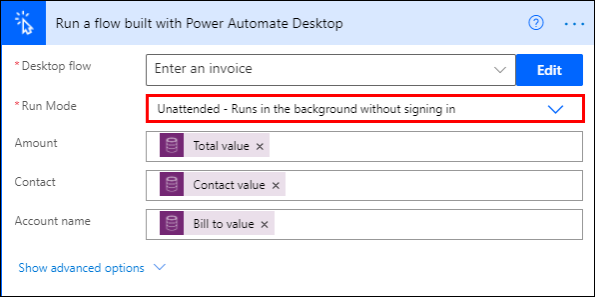 Run a flow built with Power Automate Desktop ? ...
* Desktop flow Enter an invoice Edit
* Run Mode Unattended - Runs in the background without signing in
Amount Total value ×
Contact Contact value ×
Account name Bill to value ×
Show advanced options